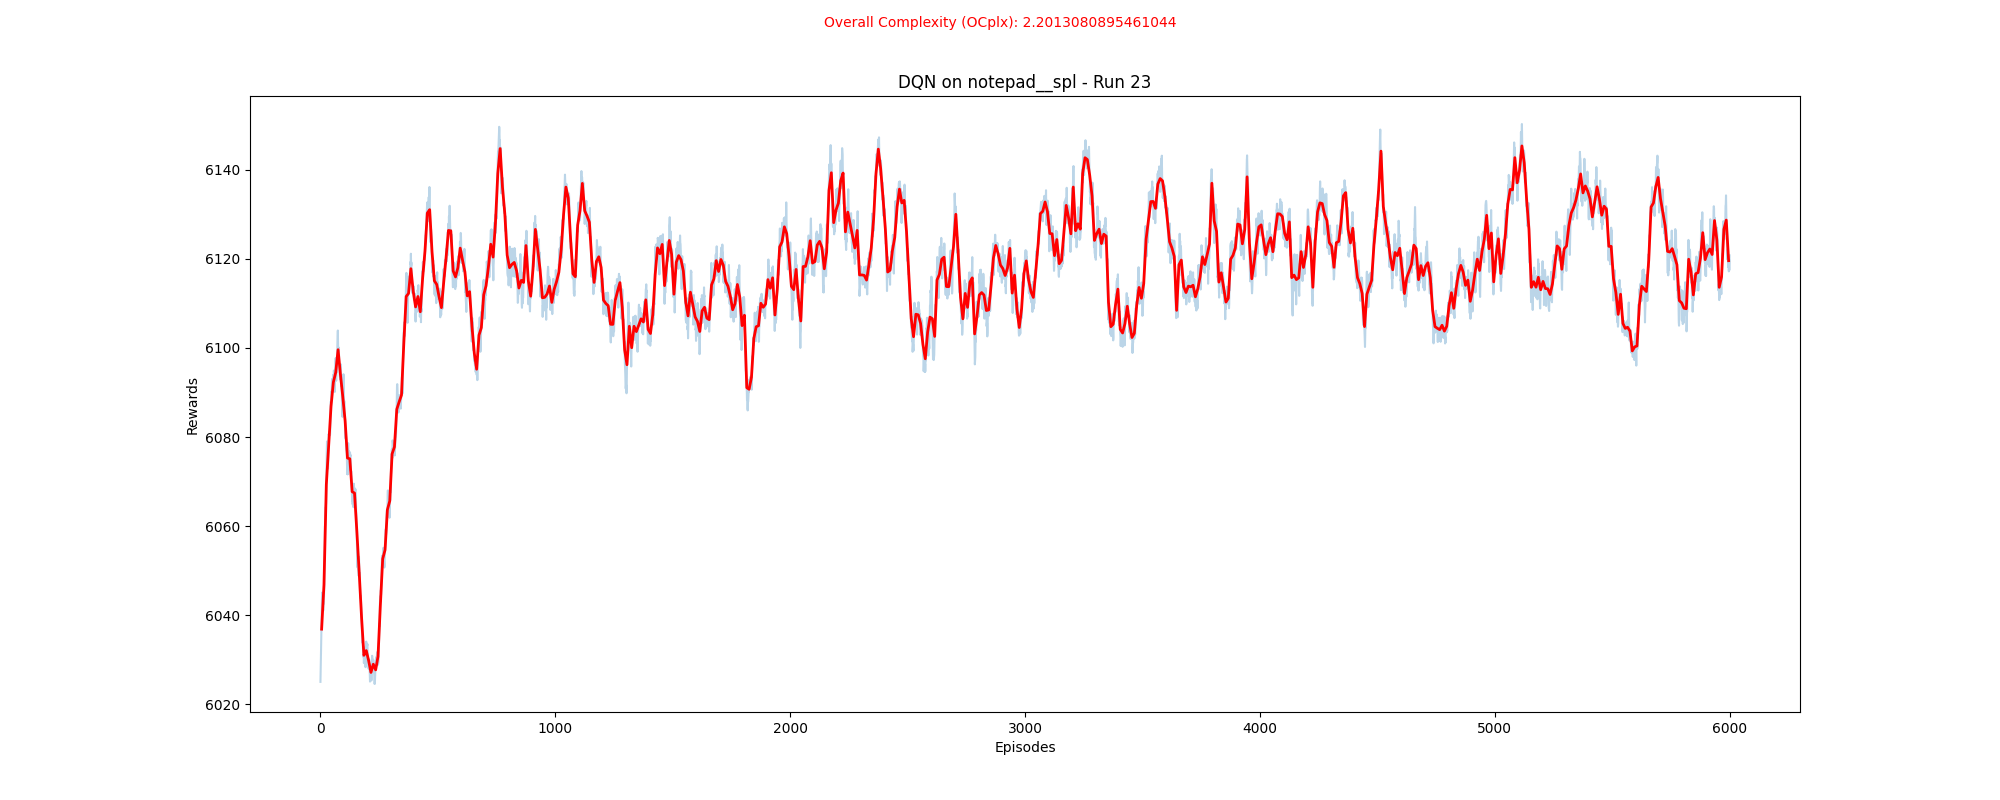 Overall Complexity (OCplx): 2.2013080895461044
DQN on notepad__spl - Run 23
6140
6120
6100
6080
6060
6040
6020
Rewards
0 1000 2000 3000 4000 5000 6000
Episodes